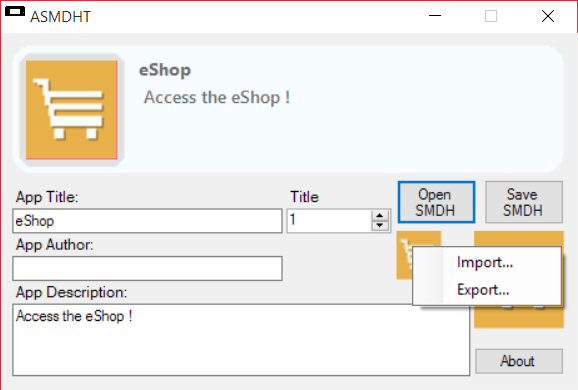 ASMDHT
eShop
Access the eShop !
App Title:
Title
Open
SMDH
Save
SMDH
eShop
1
App Author:
Import...
Export...
App Description:
Access the eShop !
About